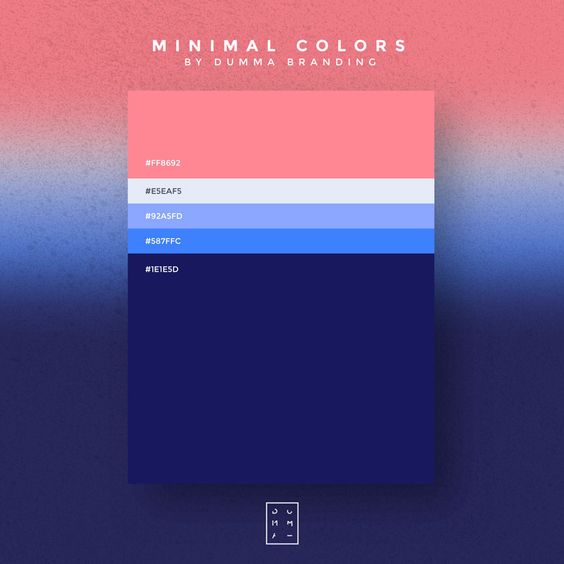 MINIMAL COLORS
BY DUMMA BRANDING
#FF8692
#E5EAF5
#92A5FD
#587FFC
#1E1E5D